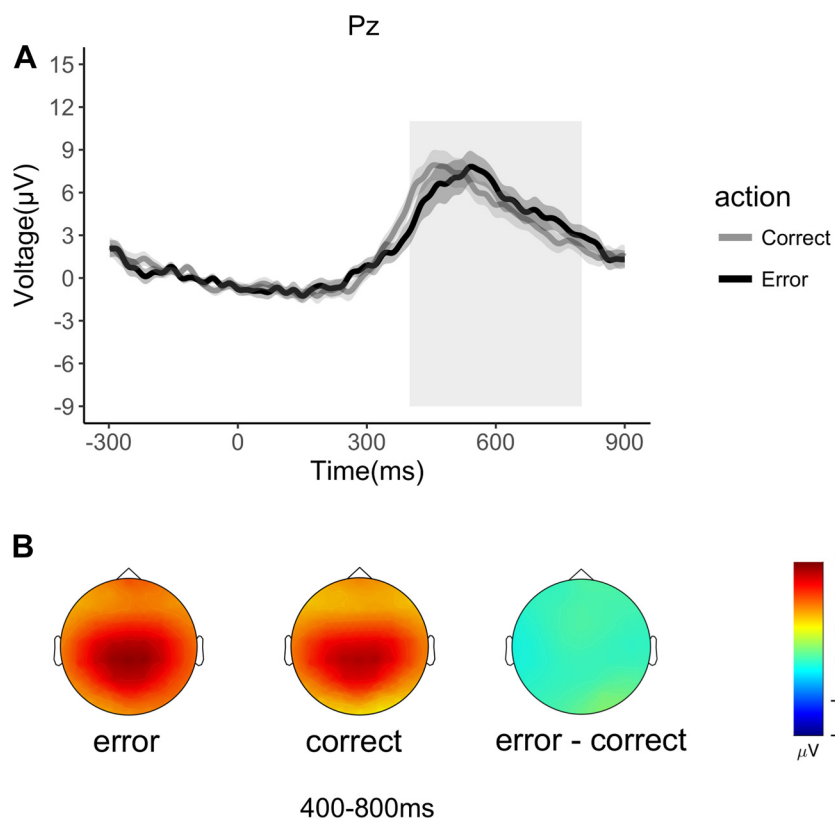 Pz
A
15
12
9
6
3
0
-3
-6
-9
Voltage(μV)
-300 0 300 600 900
Time(ms)
action
Correct
Error
B
error correct error - correct
μV
400-800ms